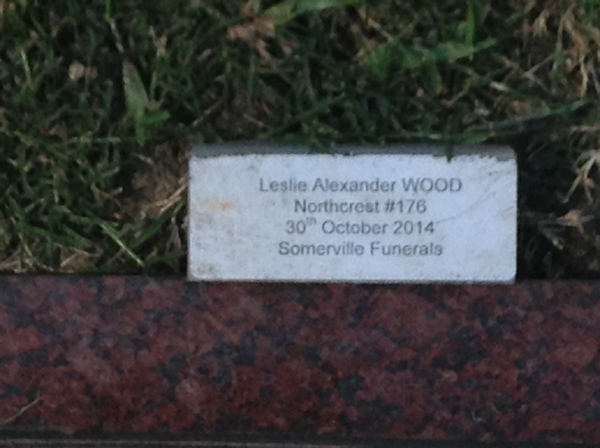 Leslie Alexander WOOD
Northcrest #176
30th October 2014
Somerville Funerals